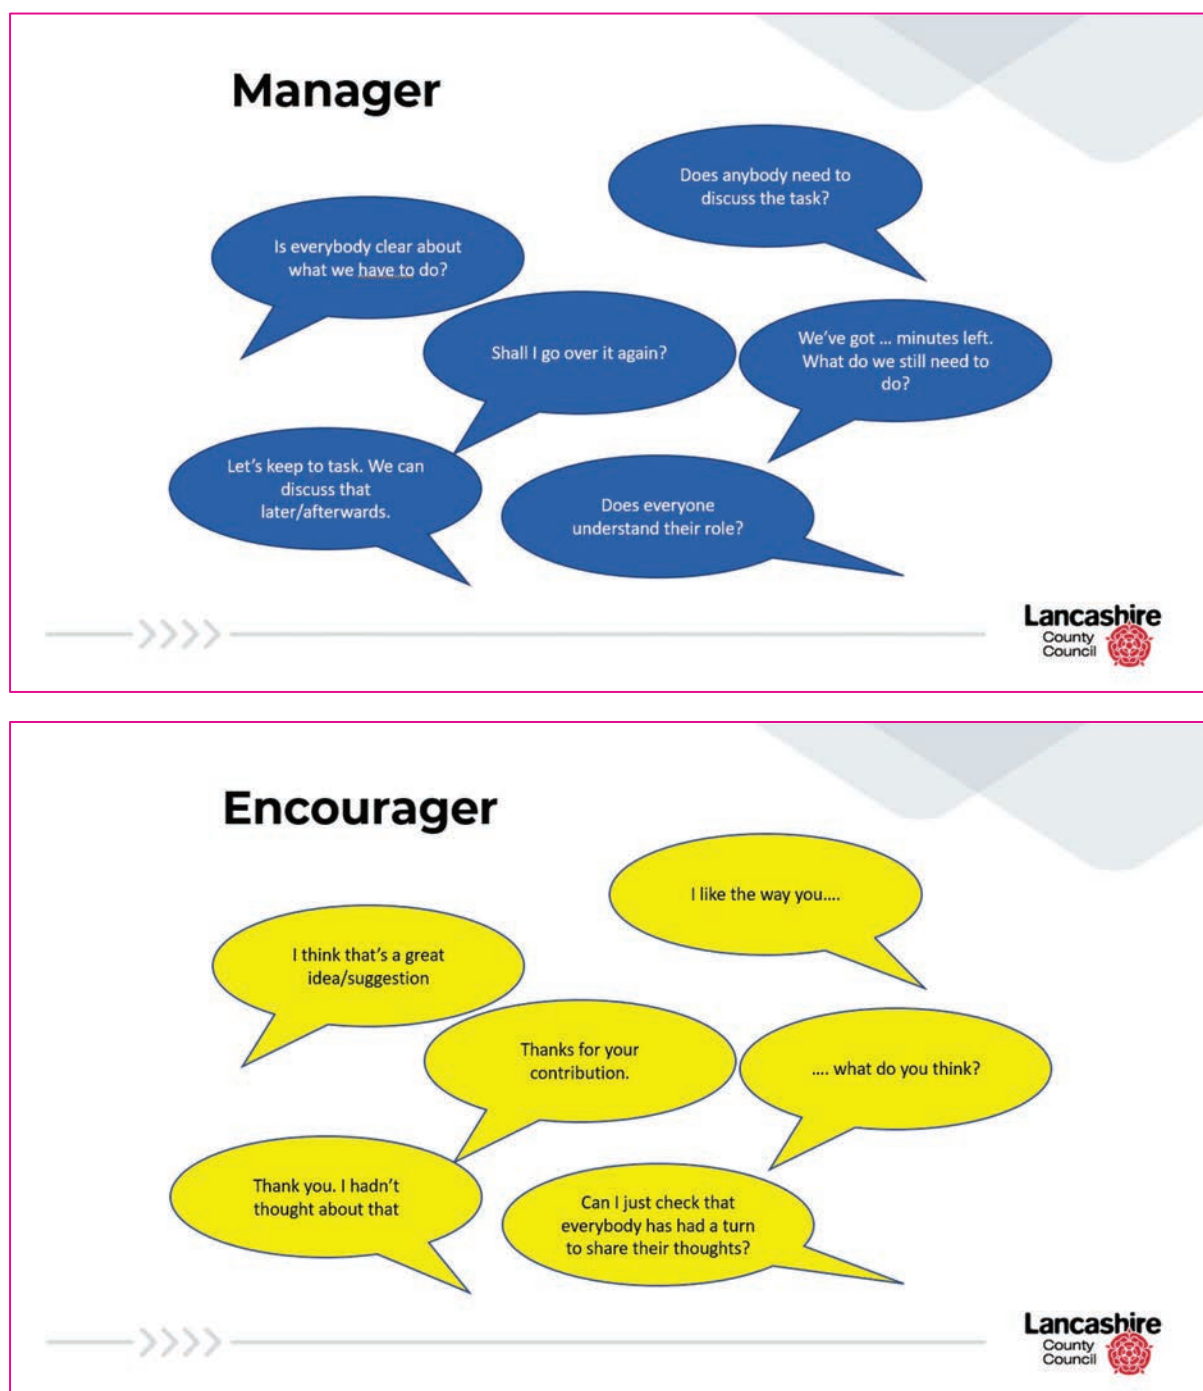 Manager
Does anybody need to
discuss the task?
Is everybody clear about
what we have to do?
Shall I go over it again?
We've got ... minutes left.
What do we still need to
do?
Let's keep to task. We can
discuss that
later/afterwards.
Does everyone
understand their role?
Lancashire
County
Council
Encourager
I like the way you....
I think that's a great
idea/suggestion
Thanks for your
contribution.
.... what do you think?
Thank you. I hadn't
thought about that
Can I just check that
everybody has had a turn
to share their thoughts?
Lancashire
County
Council